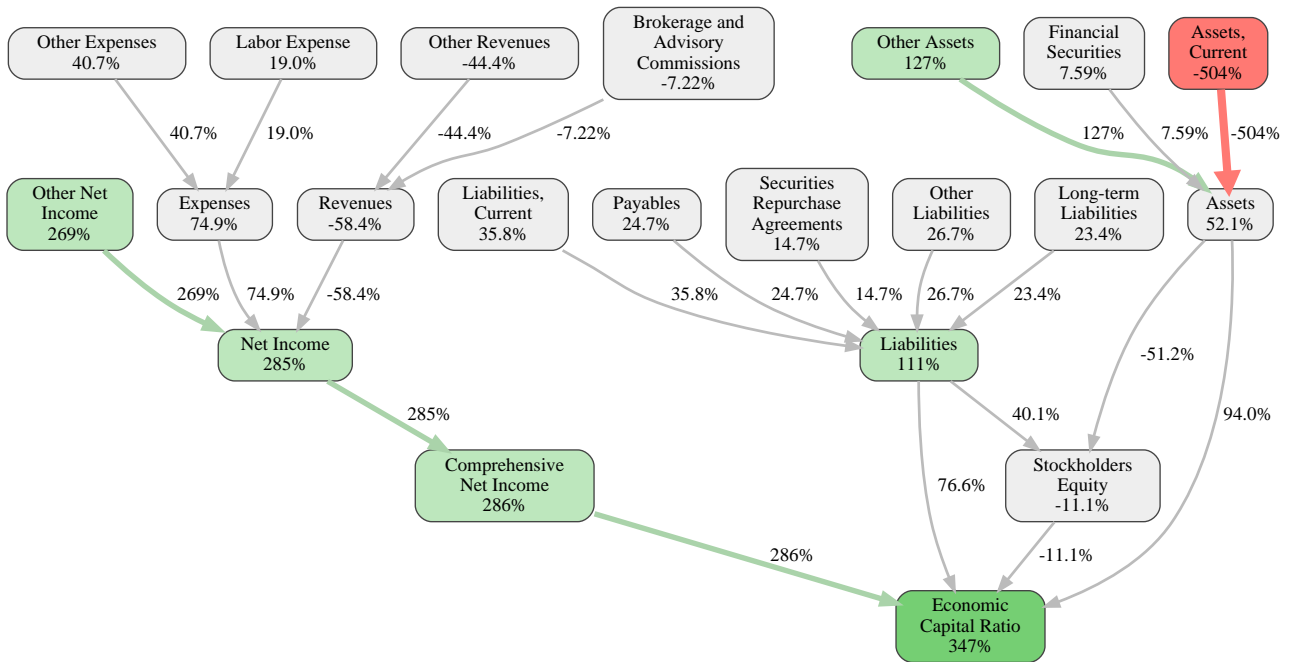 Other Expenses
40.7%
Labor Expense
19.0%
Other Revenues
-44.4%
Brokerage and
Advisory
Commissions
-7.22%
Other Assets
127%
Financial
Securities
7.59%
Assets,
Current
-504%
40.7%
19.0%
-44.4%
-7.22%
127%
7.59%
-504%
Other Net
Income
269%
Expenses
74.9%
Revenues
-58.4%
Liabilities,
Current
35.8%
Payables
24.7%
Securities
Repurchase
Agreements
14.7%
Other
Liabilities
26.7%
Long-term
Liabilities
23.4%
Assets
52.1%
269%
74.9%
-58.4%
35.8%
24.7%
14.7%
26.7%
23.4%
Net Income
285%
Liabilities
111%
-51.2%
285%
40.1%
94.0%
Comprehensive
Net Income
286%
Stockholders
Equity
-11.1%
76.6%
286%
-11.1%
Economic
Capital Ratio
347%